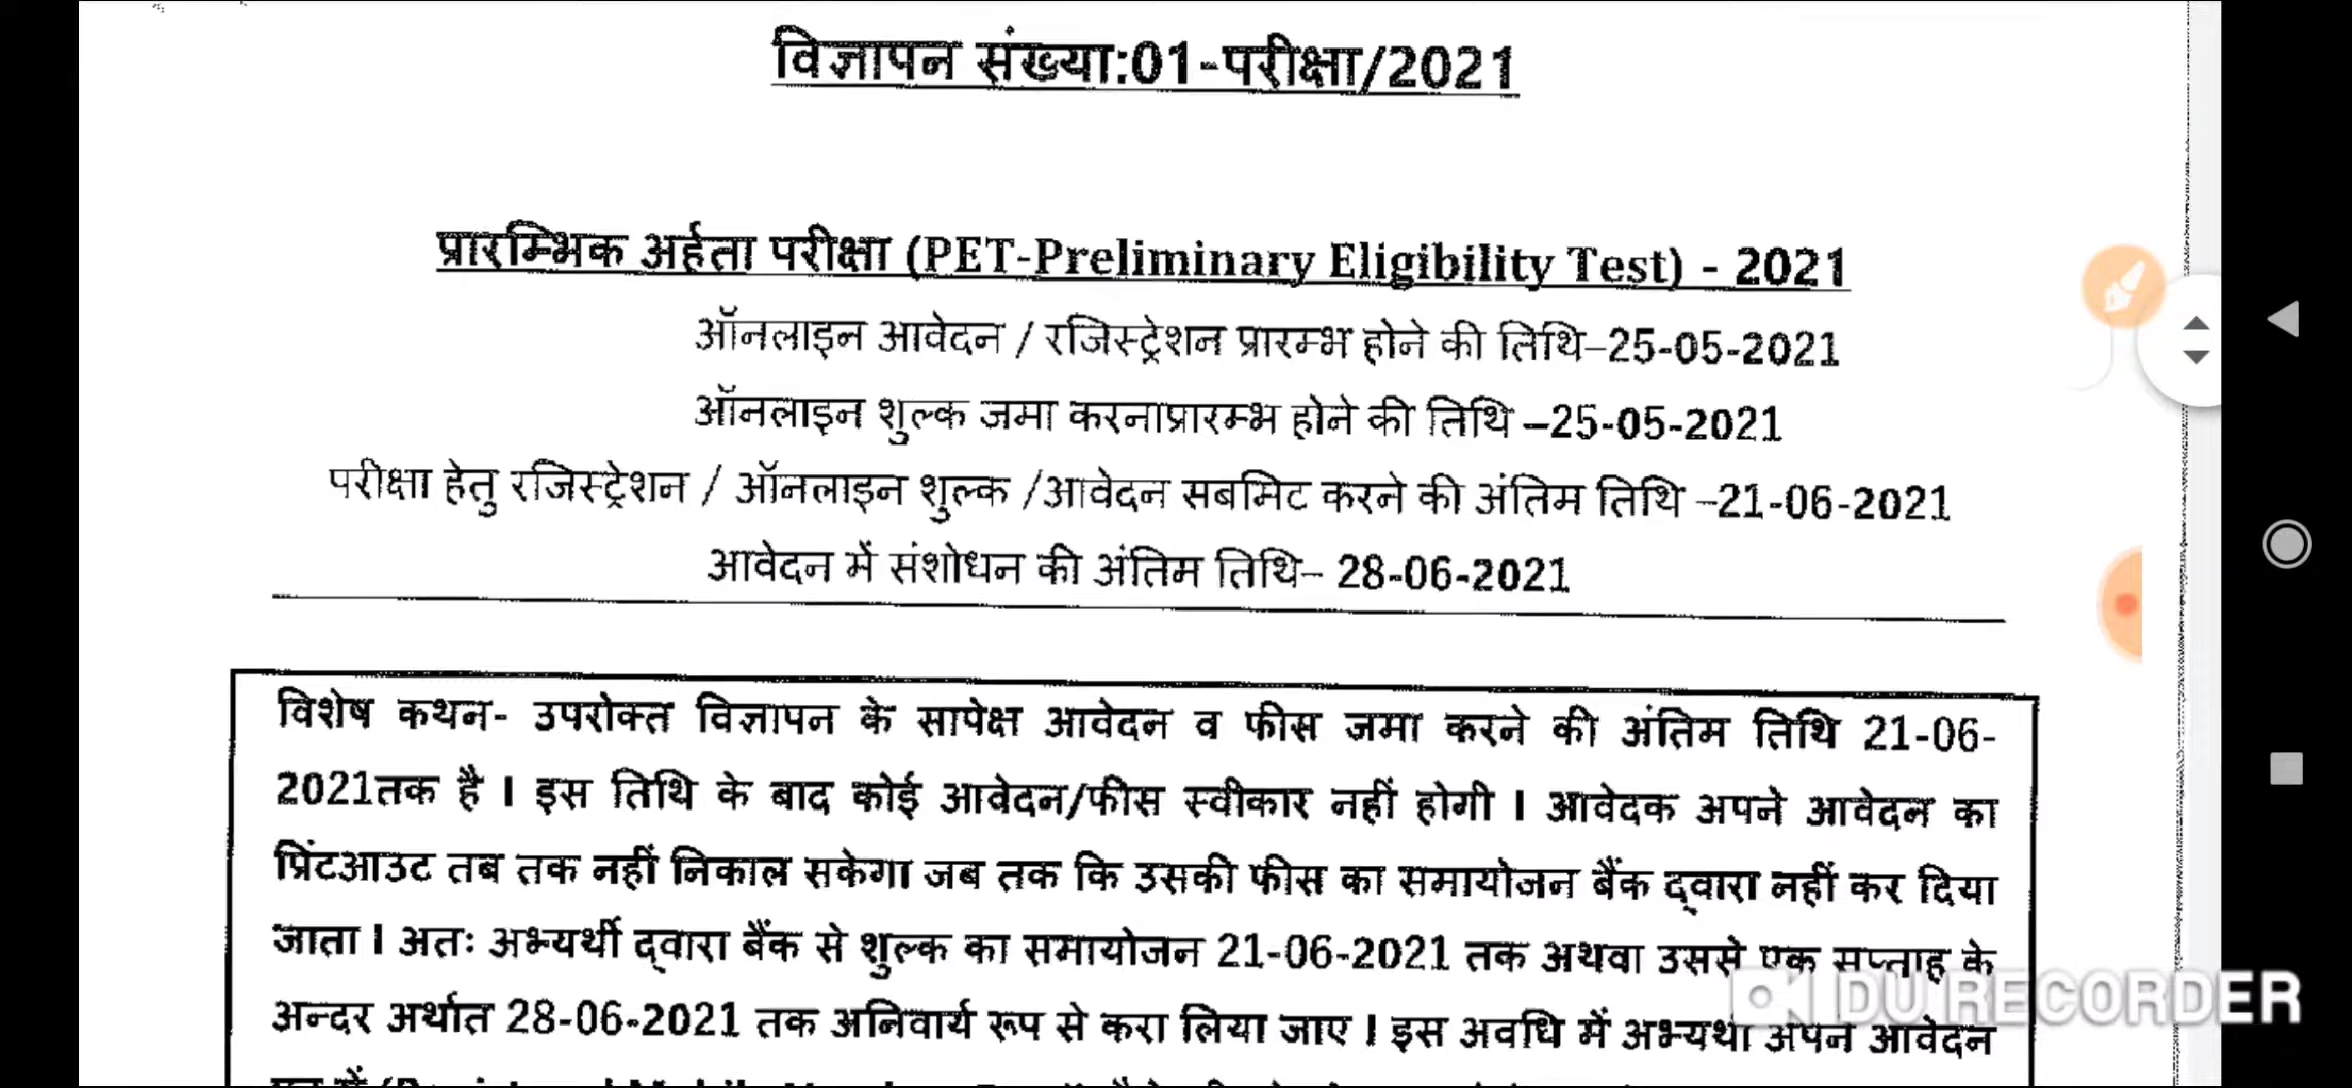 विज्ञापन संख्या:01-परीक्षा/2021
प्रारम्भिक अर्हता परीक्षा (PET-Preliminary Eligibility Test) - 2021
ऑनलाइन आवेदन / रजिस्ट्रेशन प्रारम्भ होने की तिथि–25-05-2021
ऑनलाइन शुल्क जमा करनाप्रारम्भ होने की तिथि –25-05-2021
परीक्षा हेतु रजिस्ट्रेशन / ऑनलाइन शुल्क /आवेदन सबमिट करने की अंतिम तिथि –21-06-2021
आवेदन में संशोधन की अंतिम तिथि– 28-06-2021
विशेष कथन- उपरोक्त विज्ञापन के सापेक्ष आवेदन व फीस जमा करने की अंतिम तिथि 21-06-
2021तक है । इस तिथि के बाद कोई आवेदन/फीस स्वीकार नहीं होगी । आवेदक अपने आवेदन का
प्रिंटआउट तब तक नहीं निकाल सकेगा जब तक कि उसकी फीस का समायोजन बैंक द्वारा नहीं कर दिया
जाता । अतः अभ्यर्थी द्वारा बैंक से शुल्क का समायोजन 21-06-2021 तक अथवा उससे एक सप्ताह के
अन्दर अर्थात 28-06-2021 तक अनिवार्य रूप से करा लिया जाए । इस अवधि में अभ्यर्थी अपने आवेदन
DU RECORDER